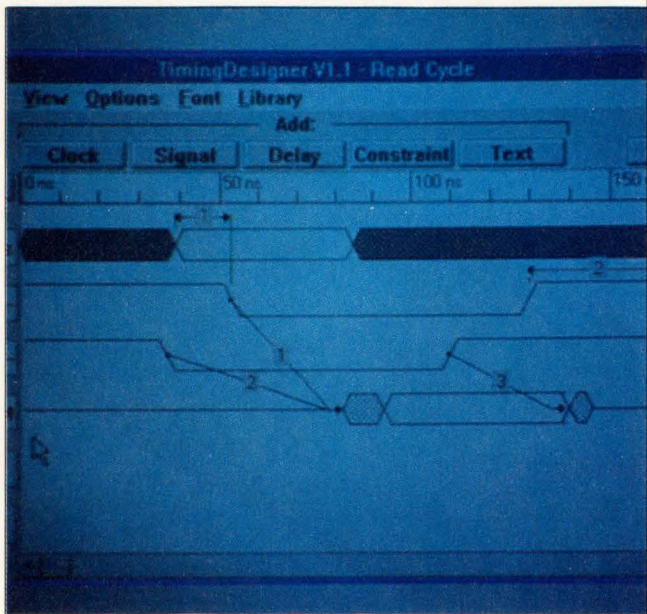 TimingDesigner V1.1 - Read Cycle
View Options Font Library
Add:
Clock Signal Delay Constraint Text
0 ns 50 ns 100 ns 150
1
2
1
2
3